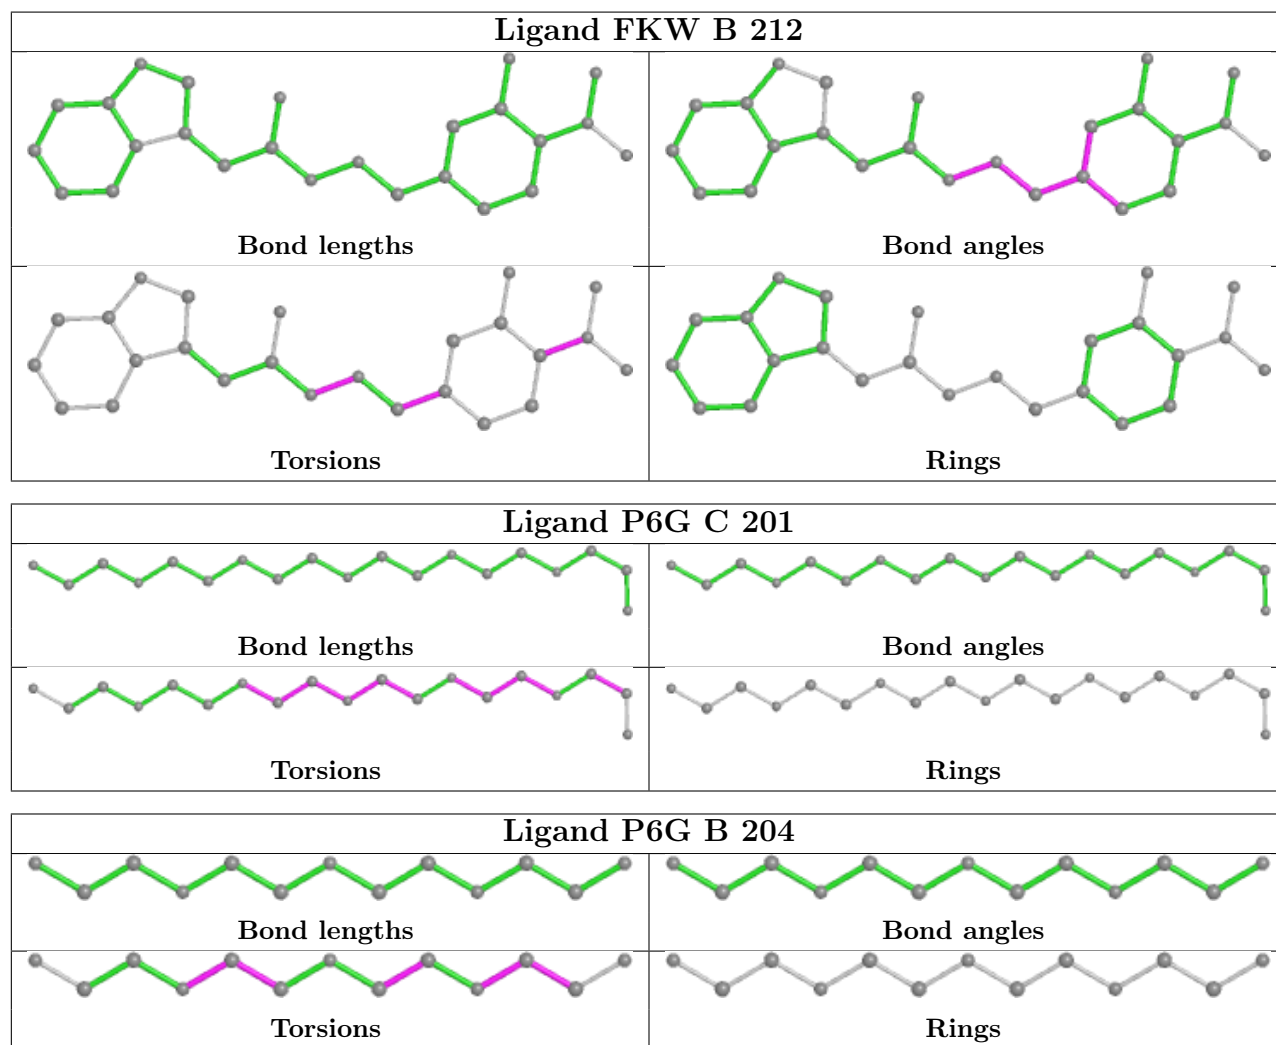 Ligand FKW B 212
Bond lengths
Bond angles
Torsions
Rings
Ligand P6G C 201
Bond lengths
Bond angles
Torsions
Rings
Ligand P6G B 204
Bond lengths
Bond angles
Torsions
Rings